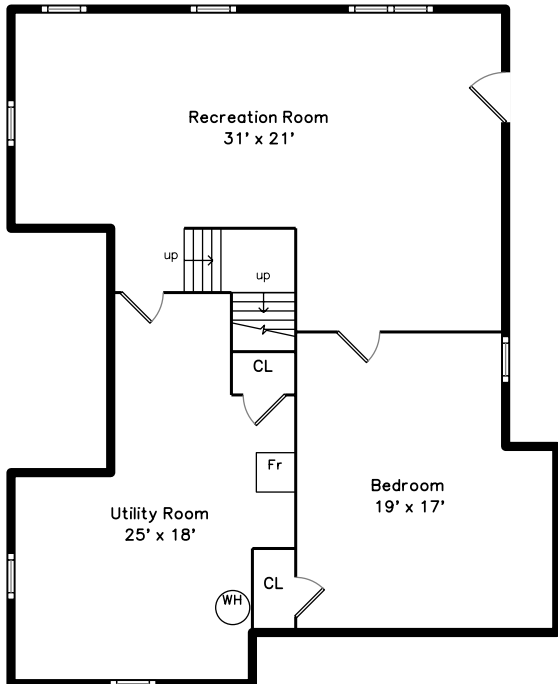 Recreation Room
31' x 21'
up
up
CL
Fr
Bedroom
19' x 17'
Utility Room
25' x 18'
CL
WH